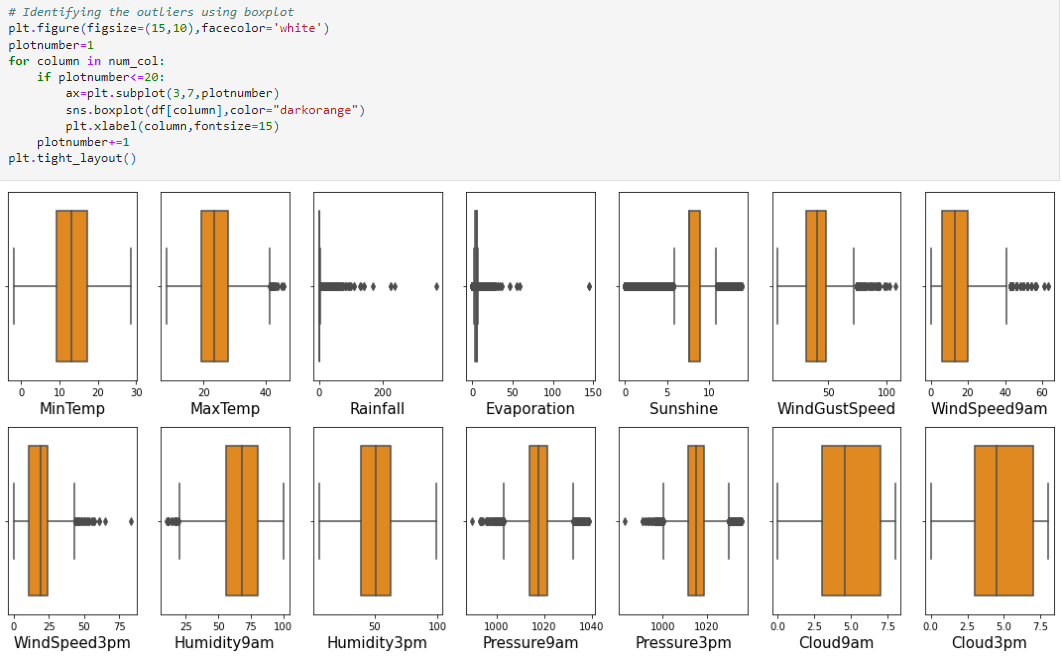 # Identifying the outliers using boxplot
plt.figure(figsize=(15,10),facecolor='white')
plotnumber=1
for column in num_col:
    if plotnumber<=20:
        ax=plt.subplot(3,7,plotnumber)
        sns.boxplot(df[column],color="darkorange")
        plt.xlabel(column,fontsize=15)
    plotnumber+=1
plt.tight_layout()
0 10 20 30 20 40 0 200 0 50 100 150 0 5 10 50 100 0 20 40 60
MinTemp MaxTemp Rainfall Evaporation Sunshine WindGustSpeed WindSpeed9am
0 25 50 75 25 50 75 100 0 50 100 1000 1020 1040 1000 1020 0.0 2.5 5.0 7.5 0.0 2.5 5.0 7.5
WindSpeed3pm Humidity9am Humidity3pm Pressure9am Pressure3pm Cloud9am Cloud3pm